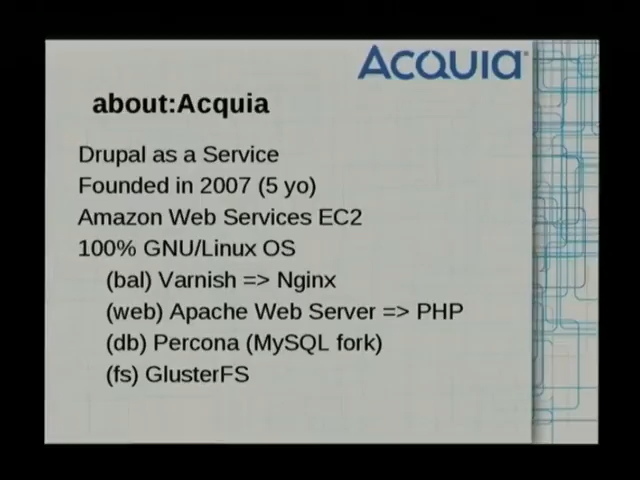 ACQUIA
about:Acquia
Drupal as a Service
Founded in 2007 (5 yo)
Amazon Web Services EC2
100% GNU/Linux OS
(bal) Varnish => Nginx
(web) Apache Web Server => PHP
(db) Percona (MySQL fork)
(fs) GlusterFS